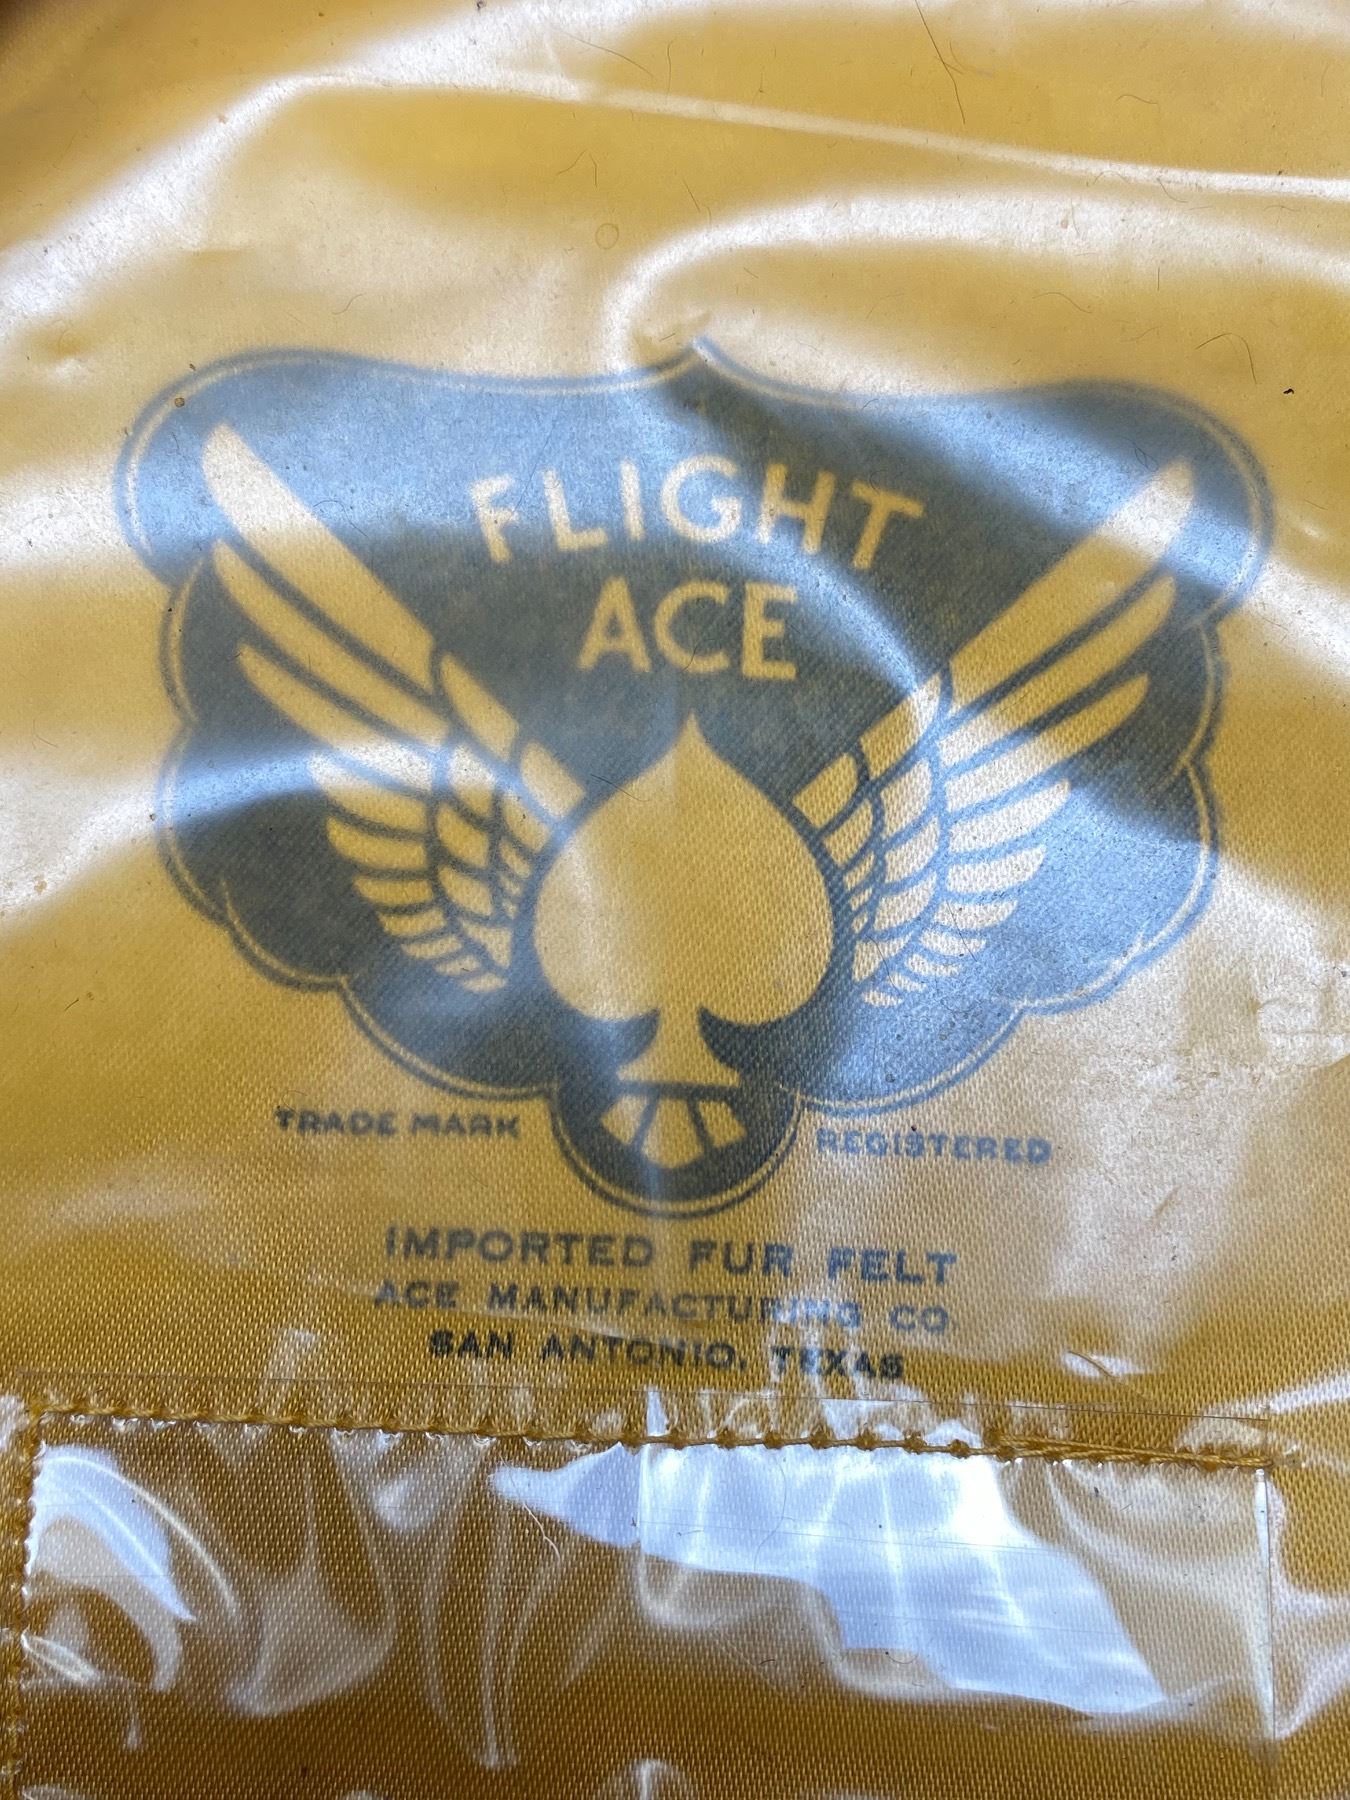 FLIGHT
ACE
TRADE MARK REGISTERED
IMPORTED FUR FELT
ACE MANUFACTURING CO
SAN ANTONIO, TEXAS